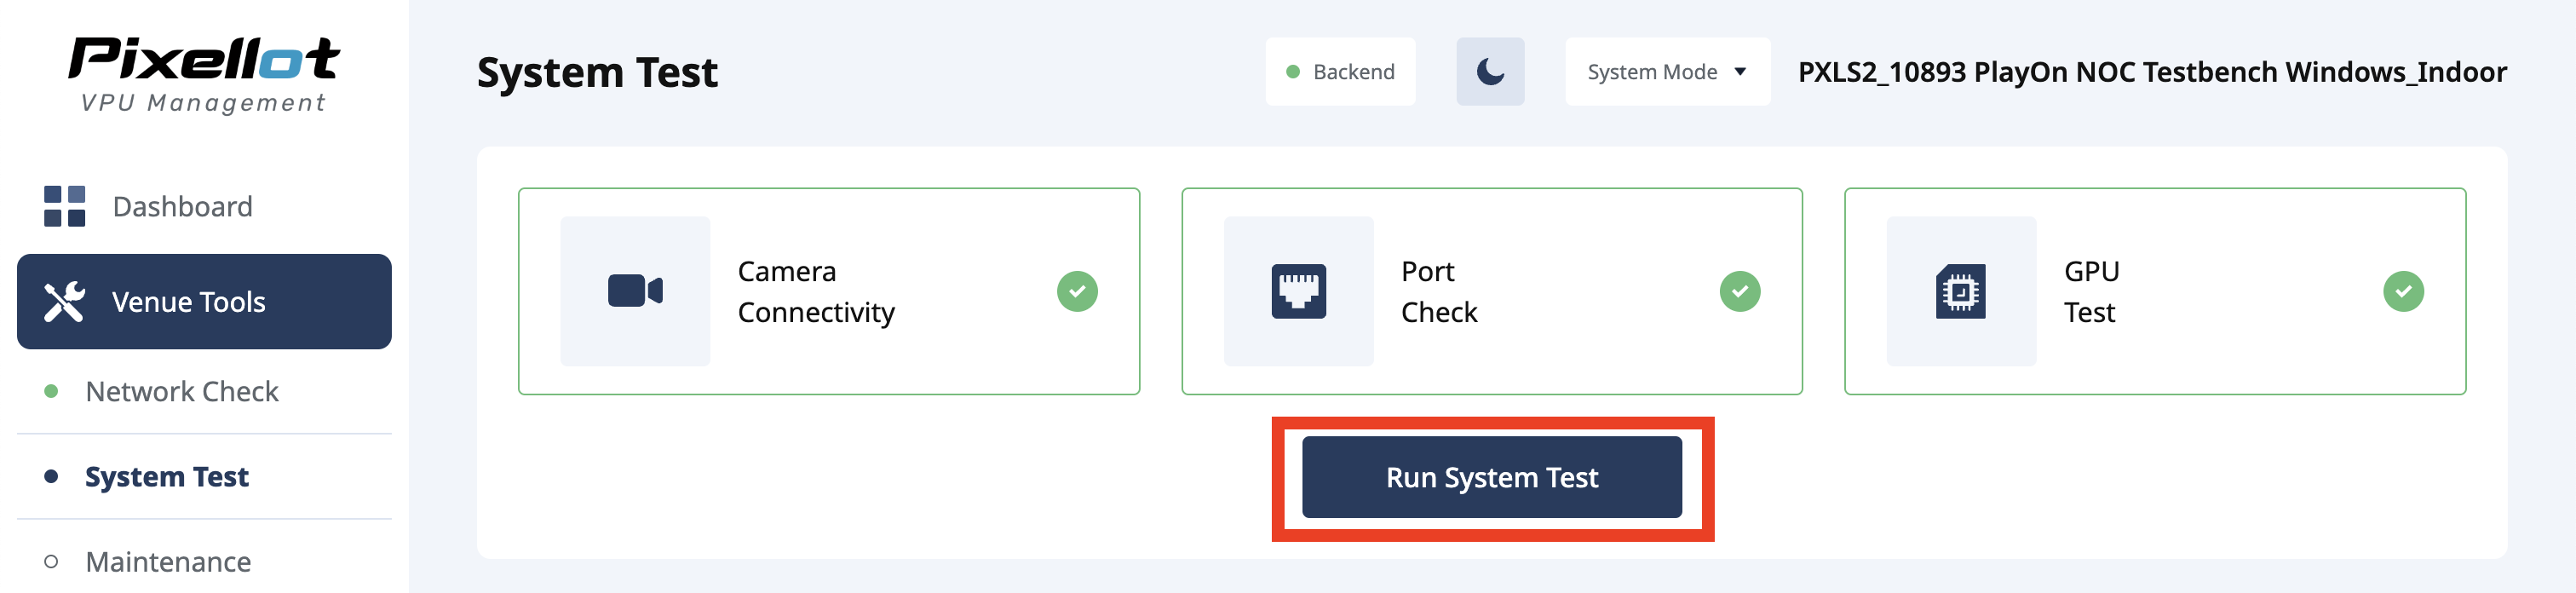 Pixellot
VPU Management
System Test
Backend
System Mode
PXLS2_10893 PlayOn NOC Testbench Windows_Indoor
Dashboard
Venue Tools
Network Check
System Test
Maintenance
Camera
Connectivity
Port
Check
GPU
Test
Run System Test